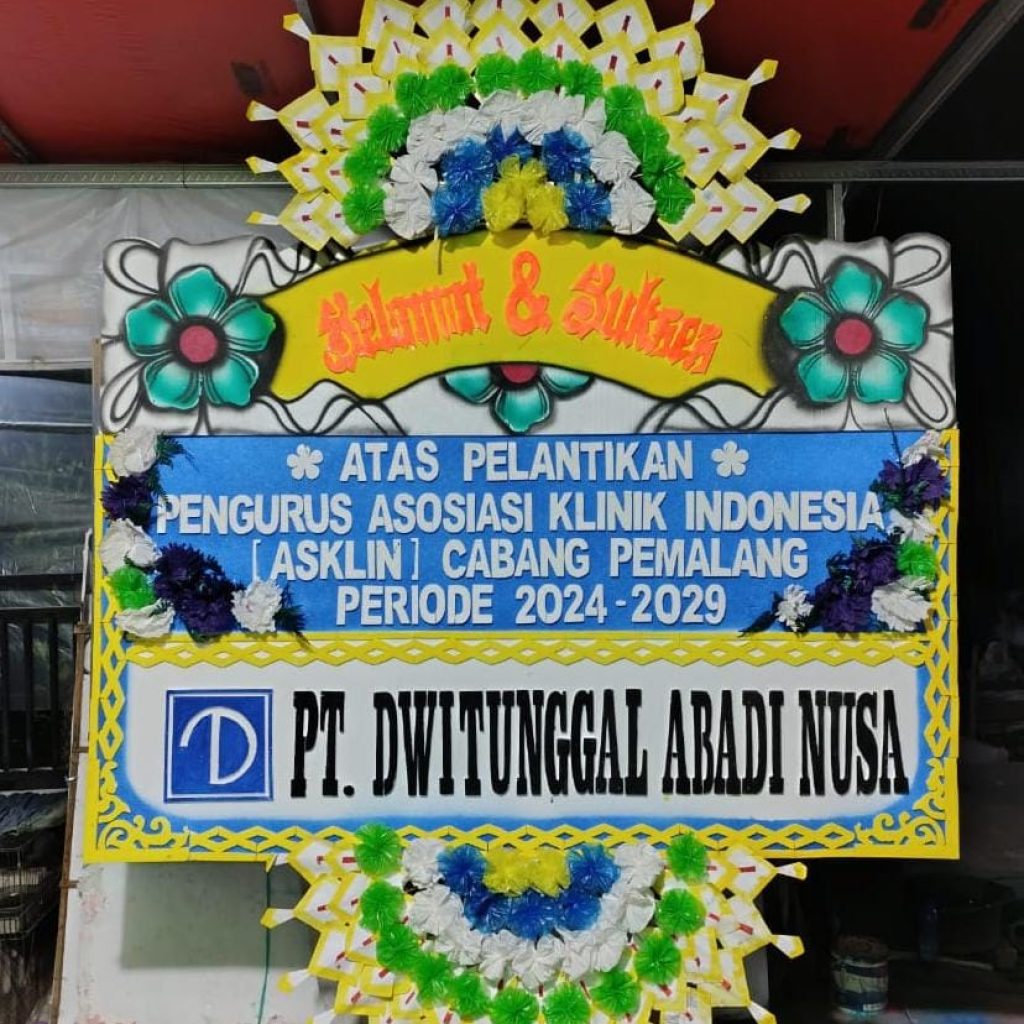 Selamat & Sukses
ATAS PELANTIKAN
PENGURUS ASOSIASI KLINIK INDONESIA
[ASKLIN] CABANG PEMALANG
PERIODE 2024-2029
D PT. DWITUNGGAL ABADI NUSA